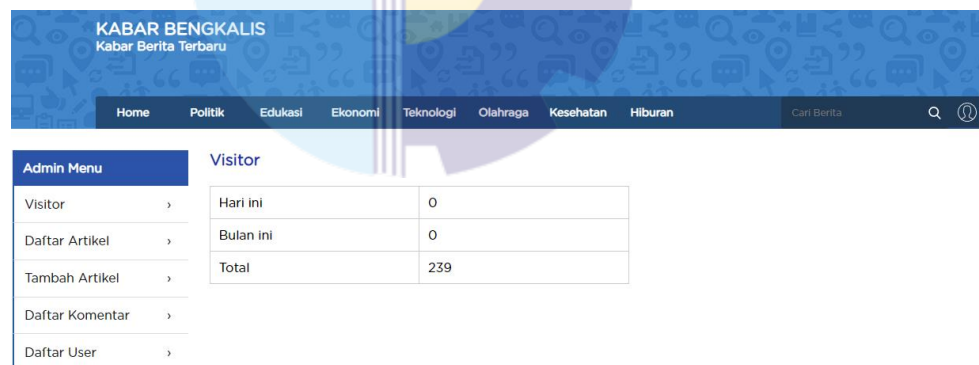 KABAR BENGKALIS
Kabar Berita Terbaru
Home Politik Edukasi Ekonomi Teknologi Olahraga Kesehatan Hiburan Cari Berita
Admin Menu
Visitor
Daftar Artikel
Tambah Artikel
Daftar Komentar
Daftar User
Visitor
Hari ini 0
Bulan ini 0
Total 239